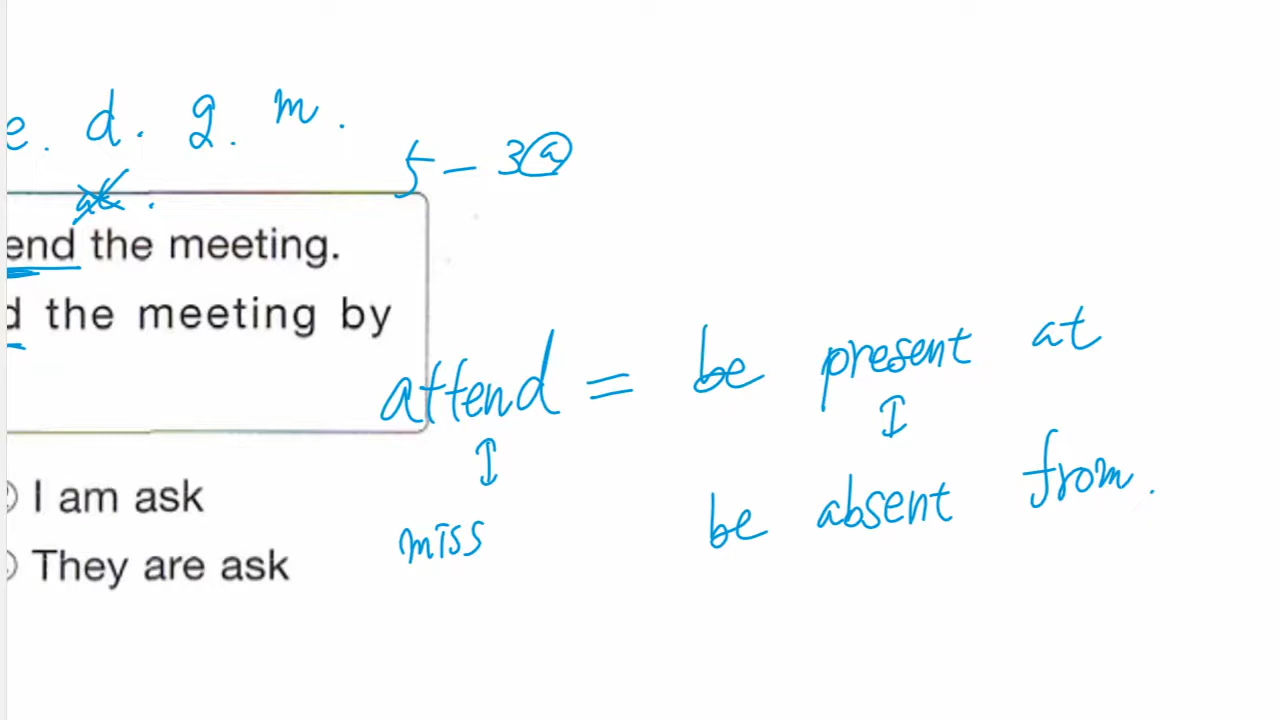 e. d. g. m.
5 - 3ⓐ
end the meeting.
d the meeting by
attend = be present at
↕ ↕
miss be absent from.
I am ask
They are ask